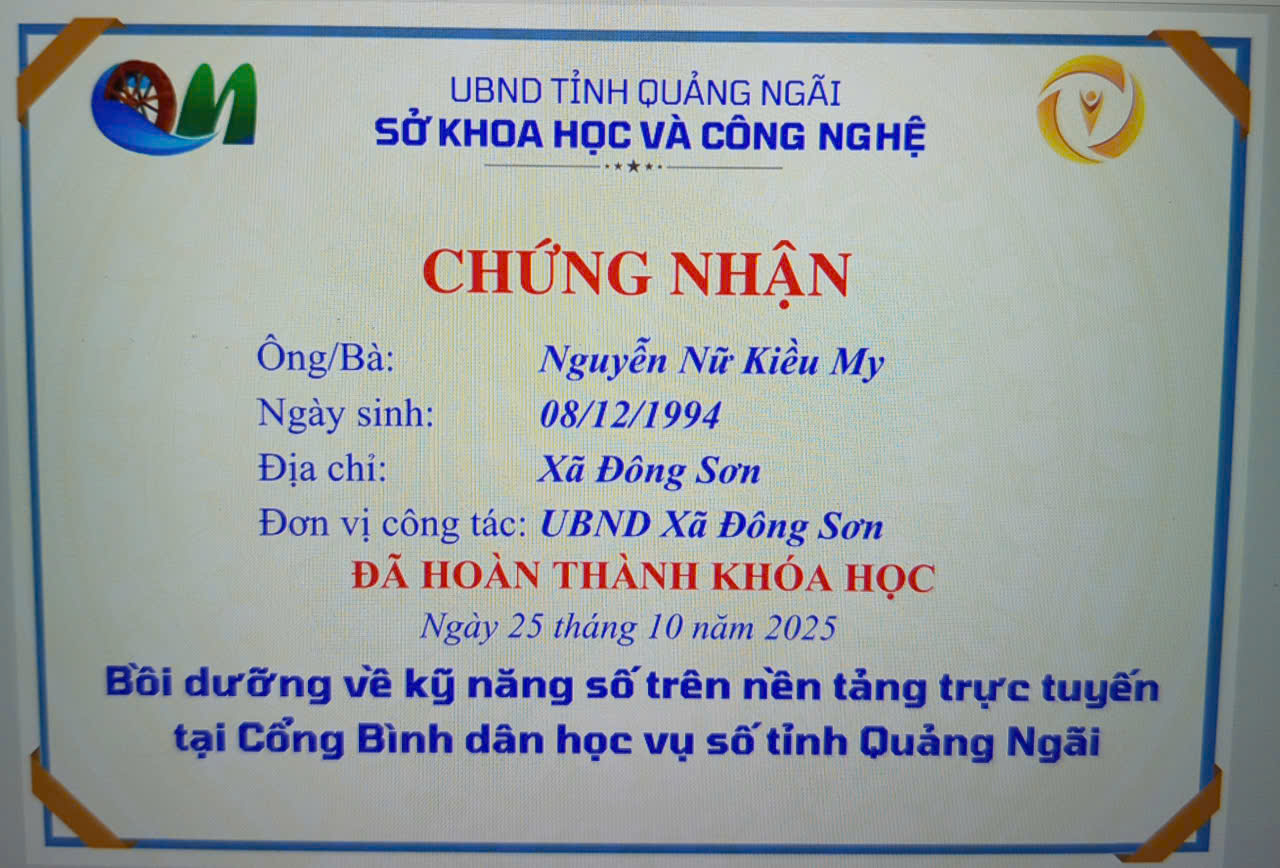 UBND TỈNH QUẢNG NGÃI
SỞ KHOA HỌC VÀ CÔNG NGHỆ
CHỨNG NHẬN
Ông/Bà: Nguyễn Nữ Kiều My
Ngày sinh: 08/12/1994
Địa chỉ: Xã Đông Sơn
Đơn vị công tác: UBND Xã Đông Sơn
ĐÃ HOÀN THÀNH KHÓA HỌC
Ngày 25 tháng 10 năm 2025
Bồi dưỡng về kỹ năng số trên nền tảng trực tuyến
tại Cổng Bình dân học vụ số tỉnh Quảng Ngãi